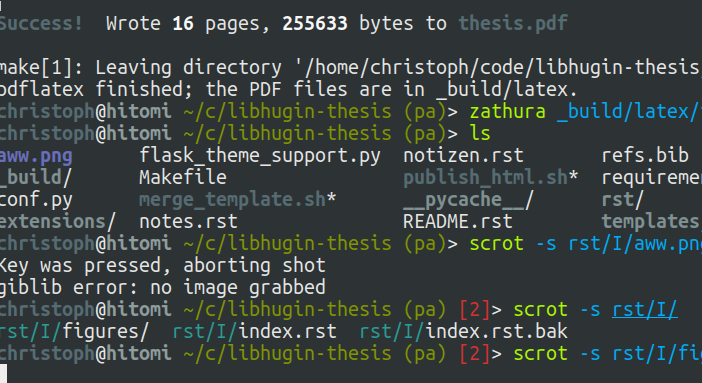 Success!  Wrote 16 pages, 255633 bytes to thesis.pdf
make[1]: Leaving directory '/home/christoph/code/libhugin-thesis/
pdflatex finished; the PDF files are in _build/latex.
christoph@hitomi ~/c/libhugin-thesis (pa)> zathura _build/latex/
christoph@hitomi ~/c/libhugin-thesis (pa)> ls
aww.png flask_theme_support.py notizen.rst refs.bib
_build/ Makefile publish_html.sh* requiremen
conf.py merge_template.sh* __pycache__/ rst/
extensions/ notes.rst README.rst templates
christoph@hitomi ~/c/libhugin-thesis (pa)> scrot -s rst/I/aww.png
Key was pressed, aborting shot
giblib error: no image grabbed
christoph@hitomi ~/c/libhugin-thesis (pa) [2]> scrot -s rst/I/
rst/I/figures/ rst/I/index.rst rst/I/index.rst.bak
christoph@hitomi ~/c/libhugin-thesis (pa) [2]> scrot -s rst/I/fi